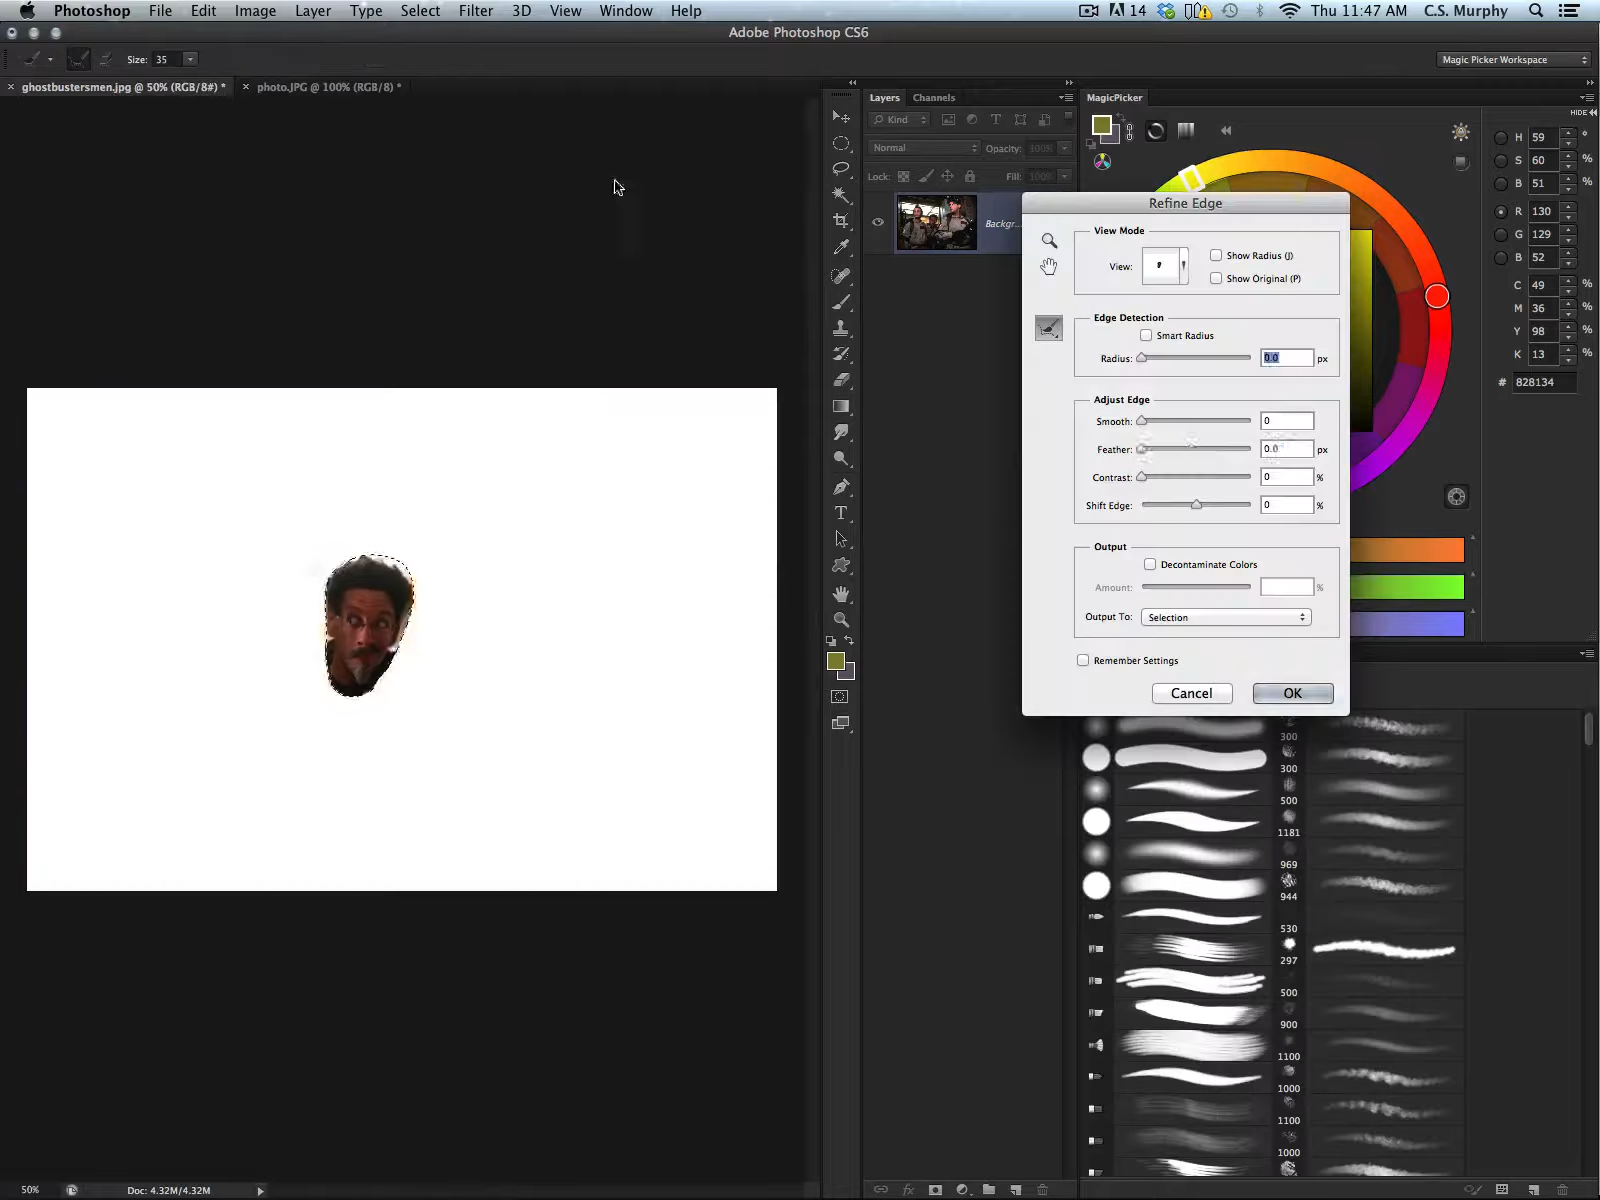 Photoshop File Edit Image Layer Type Select Filter 3D View Window Help 14 Thu 11:47 AM C.S. Murphy
Adobe Photoshop CS6
Size: 35 Magic Picker Workspace
ghostbustersmen.jpg @ 50% (RGB/8#) * photo.JPG @ 100% (RGB/8) *
Layers Channels
Kind
Normal Opacity: 100%
Lock: Fill: 100%
Backgr...
MagicPicker
HIDE
H 59 °
S 60 %
B 51 %
R 130
G 129
B 52
C 49 %
M 36 %
Y 98 %
K 13 %
# 828134
Refine Edge
View Mode
View: Show Radius (J)
Show Original (P)
Edge Detection
Smart Radius
Radius: 0.0 px
Adjust Edge
Smooth: 0
Feather: 0.0 px
Contrast: 0 %
Shift Edge: 0 %
Output
Decontaminate Colors
Amount: %
Output To: Selection
Remember Settings
Cancel OK
300
300
500
1181
969
944
530
297
500
900
1100
1000
1100
1000
50% Doc: 4.32M/4.32M